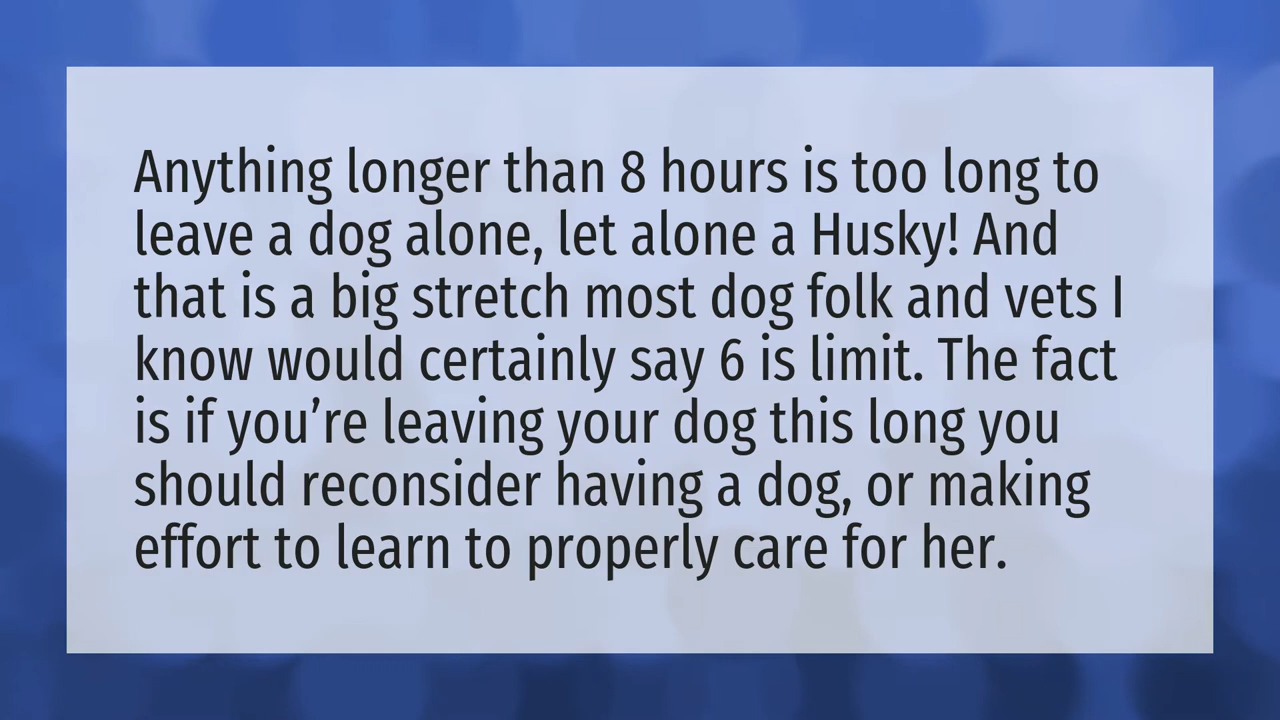 Anything longer than 8 hours is too long to
leave a dog alone, let alone a Husky! And
that is a big stretch most dog folk and vets I
know would certainly say 6 is limit. The fact
is if you’re leaving your dog this long you
should reconsider having a dog, or making
effort to learn to properly care for her.